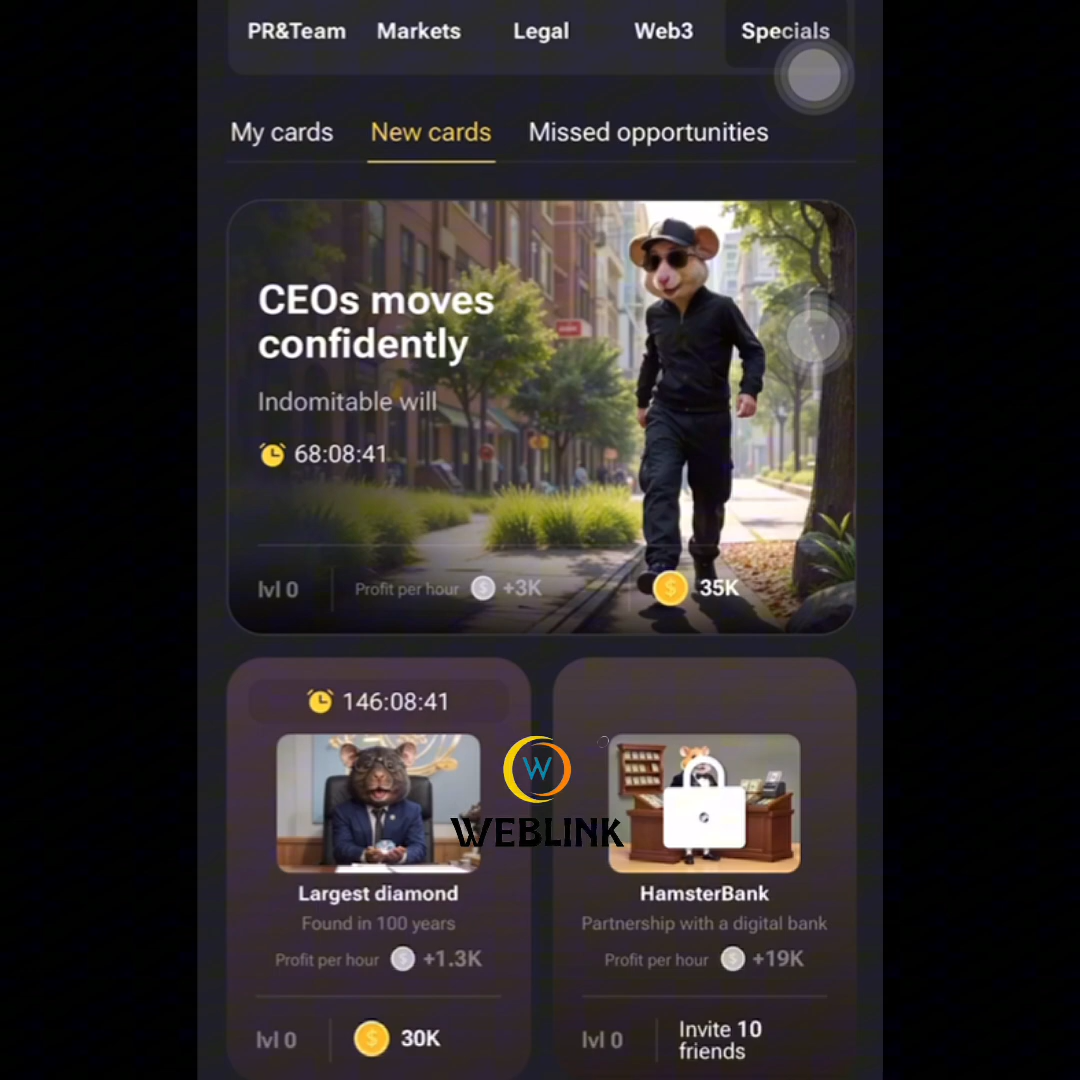 PR&Team Markets Legal Web3 Specials
My cards New cards Missed opportunities
CEOs moves
confidently
Indomitable will
68:08:41
lvl 0 Profit per hour +3K 35K
146:08:41
W
WEBLINK
Largest diamond
Found in 100 years
Profit per hour +1.3K
lvl 0 30K
HamsterBank
Partnership with a digital bank
Profit per hour +19K
lvl 0 Invite 10
friends